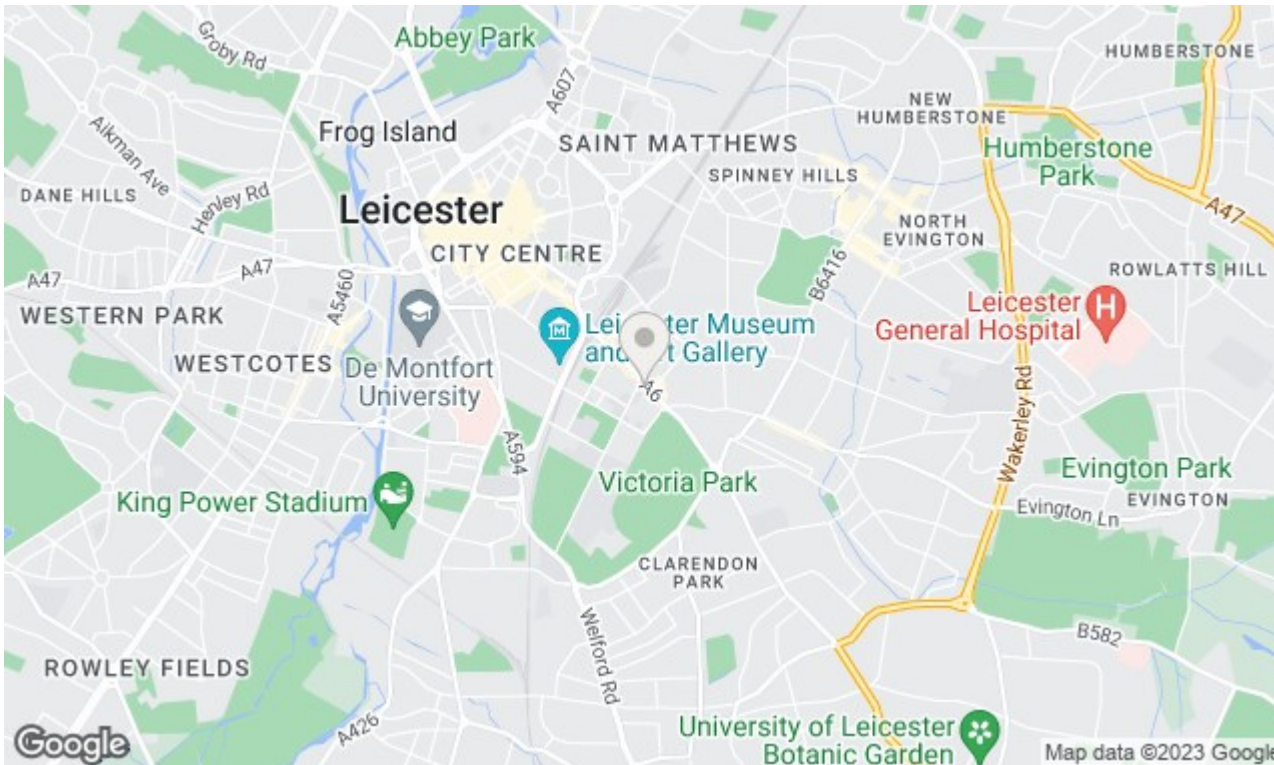 Groby Rd
Abbey Park
HUMBERSTONE
A607
NEW
HUMBERSTONE
Aikman Ave
Frog Island
SAINT MATTHEWS
Humberstone
Park
SPINNEY HILLS
DANE HILLS
Henley Rd
Leicester
A47
NORTH
EVINGTON
CITY CENTRE
A47
A47
B6416
ROWLATTS HILL
A5460
WESTERN PARK
Leicester
General Hospital
H
Leicester Museum
and Art Gallery
M
WESTCOTES
De Montfort
University
A6
Wakerley Rd
A594
Victoria Park
Evington Park
King Power Stadium
EVINGTON
Evington Ln
CLARENDON
PARK
Welford Rd
B582
ROWLEY FIELDS
A426
University of Leicester
Botanic Garden
Google
Map data ©2023 Google